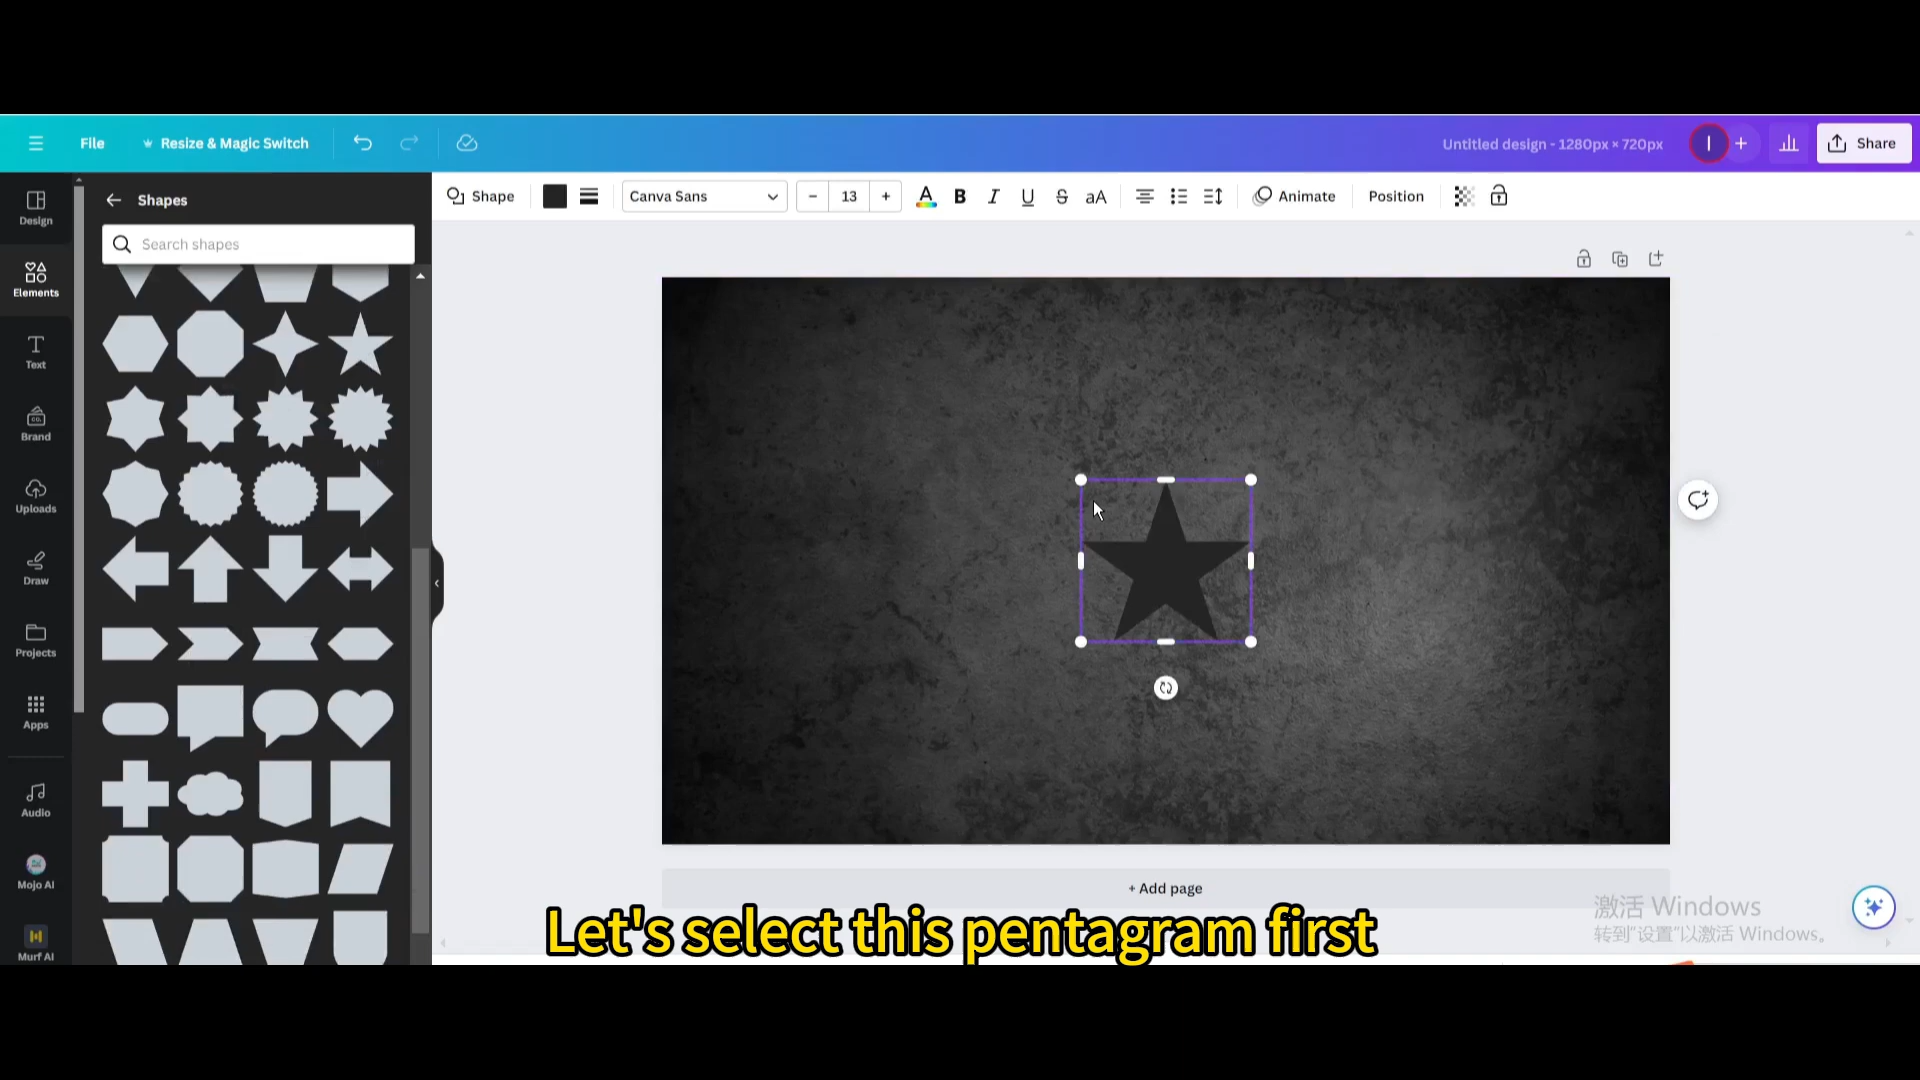 File
Resize & Magic Switch
Untitled design - 1280px × 720px
I
Share
Design
Elements
Text
Brand
Uploads
Draw
Projects
Apps
Audio
Mojo AI
Murf AI
Shapes
Search shapes
Shape
Canva Sans
− 13 +
A B I U S aA
Animate
Position
+ Add page
激活 Windows
转到"设置"以激活 Windows。
Let's select this pentagram first